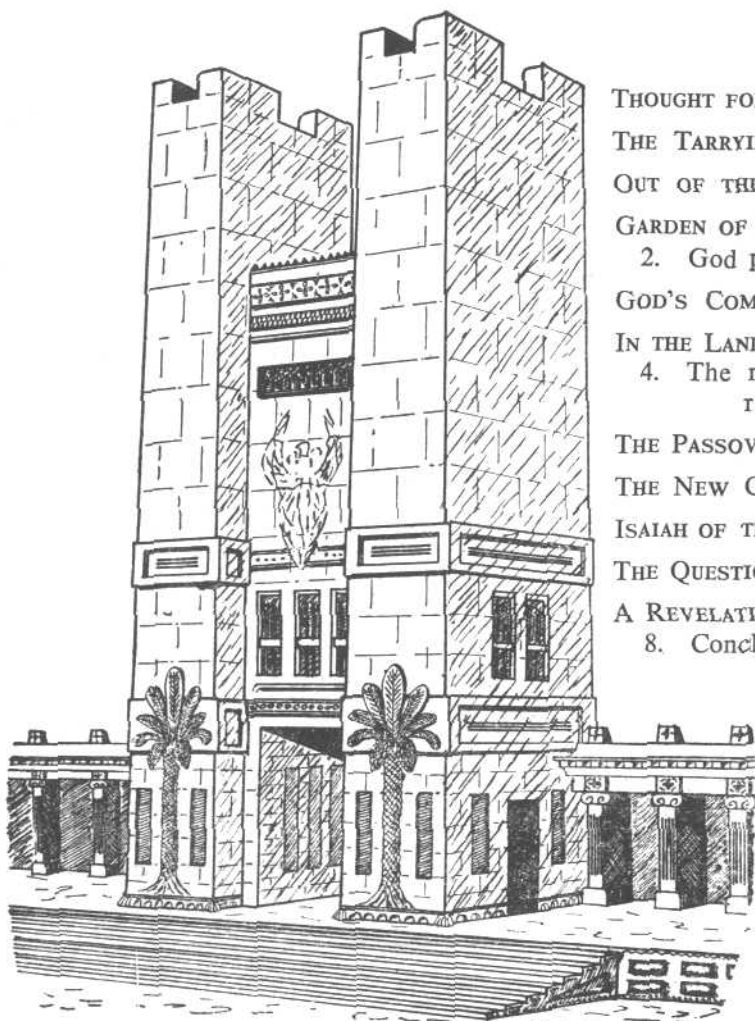 THOUGHT FO
THE TARRYI
OUT OF THE
GARDEN OF
2. God p
GOD'S COM
IN THE LAN
4. The r
r
THE PASSOV
THE NEW C
ISAIAH OF T
THE QUESTI
A REVELATI
8. Concl